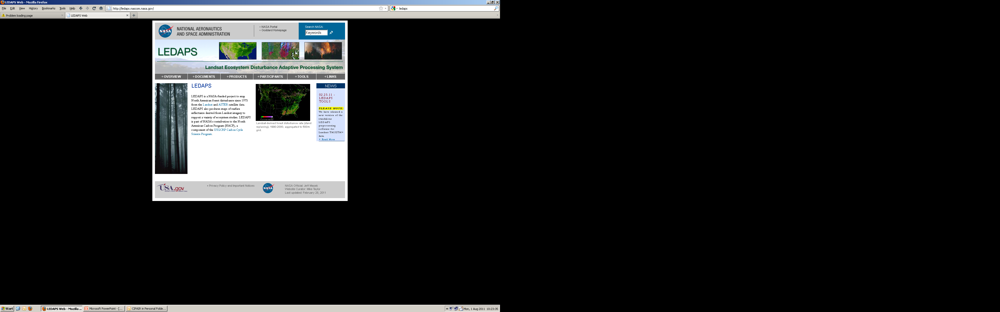 LEDAPS Web - Mozilla Firefox
File Edit View History Bookmarks Tools Help
http://ledaps.nascom.nasa.gov/
ledaps
Problem loading page
LEDAPS Web
NASA
NATIONAL AERONAUTICS
AND SPACE ADMINISTRATION
+ NASA Portal
+ Goddard Homepage
Search NASA:
Keywords
LEDAPS
Landsat Ecosystem Disturbance Adaptive Processing System
+ OVERVIEW + DOCUMENTS + PRODUCTS + PARTICIPANTS + TOOLS + LINKS
LEDAPS
LEDAPS is a NASA-funded project to map
North American forest disturbance since 1975
from the Landsat and ASTER satellite data.
LEDAPS also produces maps of surface
reflectance derived from Landsat imagery to
support a variety of ecosystem studies. LEDAPS
is part of NASA's contribution to the North
American Carbon Program (NACP), a
component of the USGCRP Carbon Cycle
Science Program.
Landsat-derived forest disturbance rate (stand
replacing), 1990-2000, aggregated to 500m
grid.
NEWS
02.25.11 -
LEDAPS
TOOLS
PLEASE NOTE:
We have released a
new version of the
standalone
LEDAPS
preprocessing
software for
Landsat TM/ETM+
data.
+ Read More
USA.gov
Government Made Easy
+ Privacy Policy and Important Notices
NASA
NASA Official: Jeff Masek
Website Curator: Mike Taylor
Last updated: February 28, 2011
Start
LEDAPS Web - Mozilla ...
Microsoft PowerPoint - [...
CIPAIR in Personal Folde...
Mon, 1 Aug 2011 10:23:35